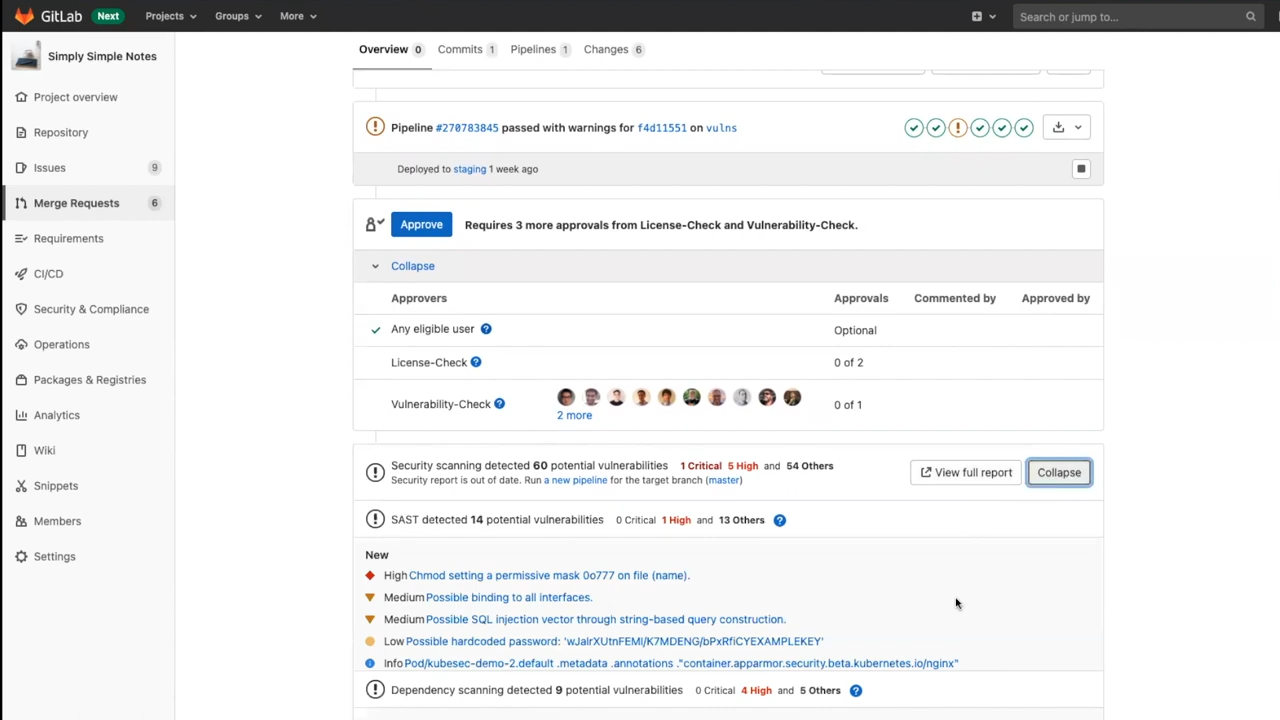 GitLab Next Projects Groups More Search or jump to...
Simply Simple Notes
Project overview
Repository
Issues 9
Merge Requests 6
Requirements
CI/CD
Security & Compliance
Operations
Packages & Registries
Analytics
Wiki
Snippets
Members
Settings
Overview 0 Commits 1 Pipelines 1 Changes 6
Pipeline #270783845 passed with warnings for f4d11551 on vulns
Deployed to staging 1 week ago
Approve Requires 3 more approvals from License-Check and Vulnerability-Check.
Collapse
Approvers Approvals Commented by Approved by
Any eligible user Optional
License-Check 0 of 2
Vulnerability-Check 0 of 1
2 more
Security scanning detected 60 potential vulnerabilities 1 Critical 5 High and 54 Others
Security report is out of date. Run a new pipeline for the target branch (master)
View full report Collapse
SAST detected 14 potential vulnerabilities 0 Critical 1 High and 13 Others
New
High Chmod setting a permissive mask 0o777 on file (name).
Medium Possible binding to all interfaces.
Medium Possible SQL injection vector through string-based query construction.
Low Possible hardcoded password: 'wJalrXUtnFEMI/K7MDENG/bPxRfiCYEXAMPLEKEY'
Info Pod/kubesec-demo-2.default .metadata .annotations ."container.apparmor.security.beta.kubernetes.io/nginx"
Dependency scanning detected 9 potential vulnerabilities 0 Critical 4 High and 5 Others